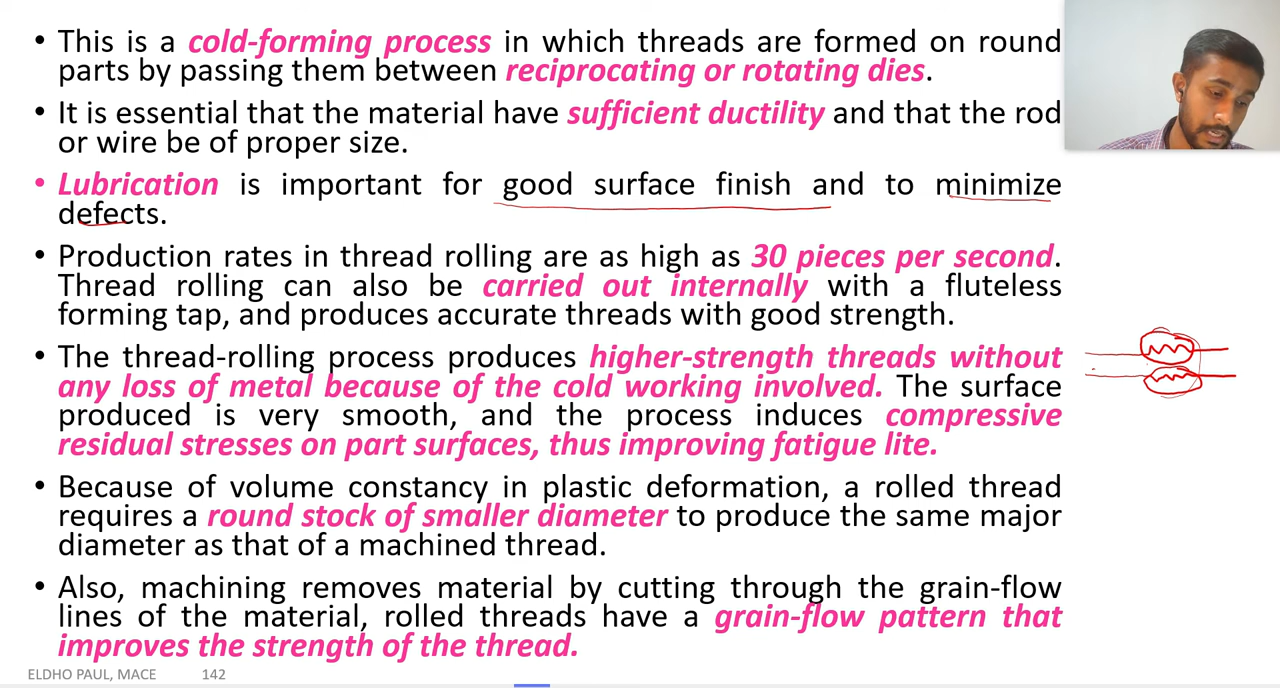 • This is a cold-forming process in which threads are formed on round
parts by passing them between reciprocating or rotating dies.
• It is essential that the material have sufficient ductility and that the rod
or wire be of proper size.
• Lubrication is important for good surface finish and to minimize
defects.
• Production rates in thread rolling are as high as 30 pieces per second.
Thread rolling can also be carried out internally with a fluteless
forming tap, and produces accurate threads with good strength.
• The thread-rolling process produces higher-strength threads without
any loss of metal because of the cold working involved. The surface
produced is very smooth, and the process induces compressive
residual stresses on part surfaces, thus improving fatigue lite.
• Because of volume constancy in plastic deformation, a rolled thread
requires a round stock of smaller diameter to produce the same major
diameter as that of a machined thread.
• Also, machining removes material by cutting through the grain-flow
lines of the material, rolled threads have a grain-flow pattern that
improves the strength of the thread.
ELDHO PAUL, MACE 142